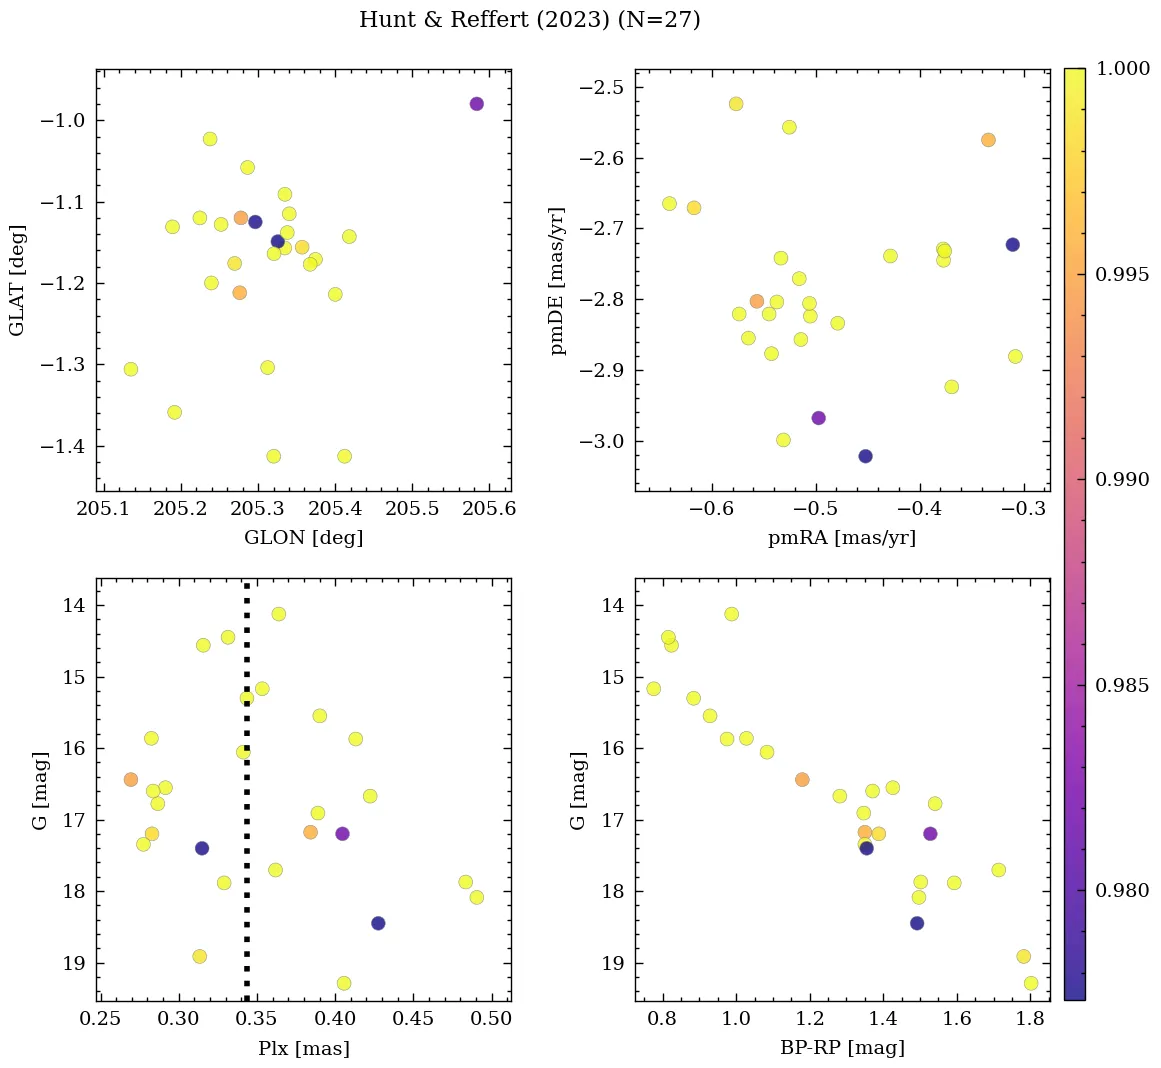 Hunt & Reffert (2023) (N=27)
−1.0
−1.1
−1.2
−1.3
−1.4
GLAT [deg]
205.1 205.2 205.3 205.4 205.5 205.6
GLON [deg]
−2.5
−2.6
−2.7
−2.8
−2.9
−3.0
pmDE [mas/yr]
−0.6 −0.5 −0.4 −0.3
pmRA [mas/yr]
1.000
0.995
0.990
0.985
0.980
14
15
16
17
18
19
G [mag]
0.25 0.30 0.35 0.40 0.45 0.50
Plx [mas]
14
15
16
17
18
19
G [mag]
0.8 1.0 1.2 1.4 1.6 1.8
BP-RP [mag]